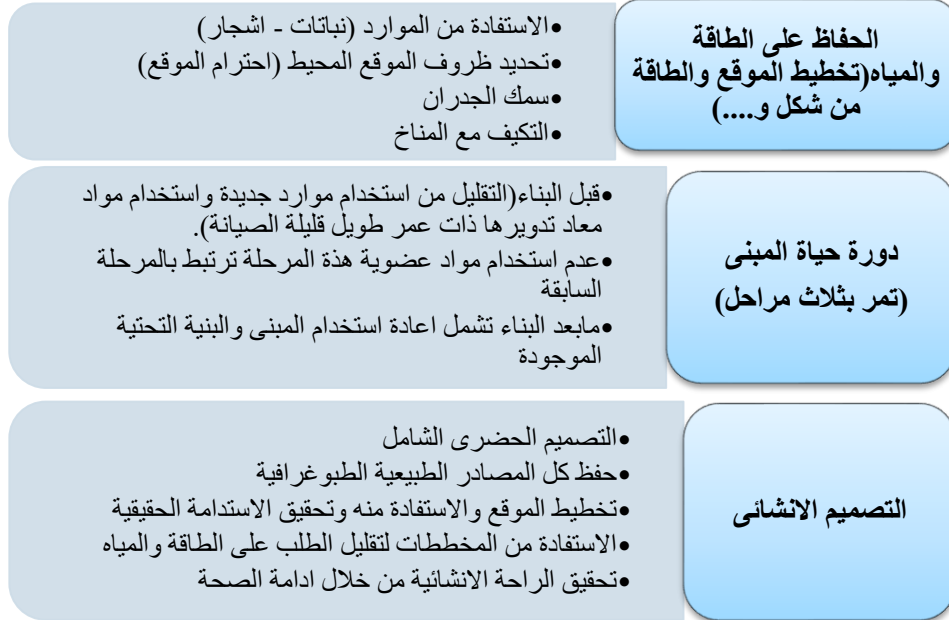 الحفاظ على الطاقة
والمياه(تخطيط الموقع والطاقة
من شكل و....)
•الاستفادة من الموارد (نباتات - اشجار)
•تحديد ظروف الموقع المحيط (احترام الموقع)
•سمك الجدران
•التكيف مع المناخ
دورة حياة المبنى
(تمر بثلاث مراحل)
•قبل البناء(التقليل من استخدام موارد جديدة واستخدام مواد
معاد تدويرها ذات عمر طويل قليلة الصيانة).
•عدم استخدام مواد عضوية هذة المرحلة ترتبط بالمرحلة
السابقة
•مابعد البناء تشمل اعادة استخدام المبنى والبنية التحتية
الموجودة
التصميم الانشائى
•التصميم الحضرى الشامل
•حفظ كل المصادر الطبيعية الطبوغرافية
•تخطيط الموقع والاستفادة منه وتحقيق الاستدامة الحقيقية
•الاستفادة من المخططات لتقليل الطلب على الطاقة والمياه
•تحقيق الراحة الانشائية من خلال ادامة الصحة